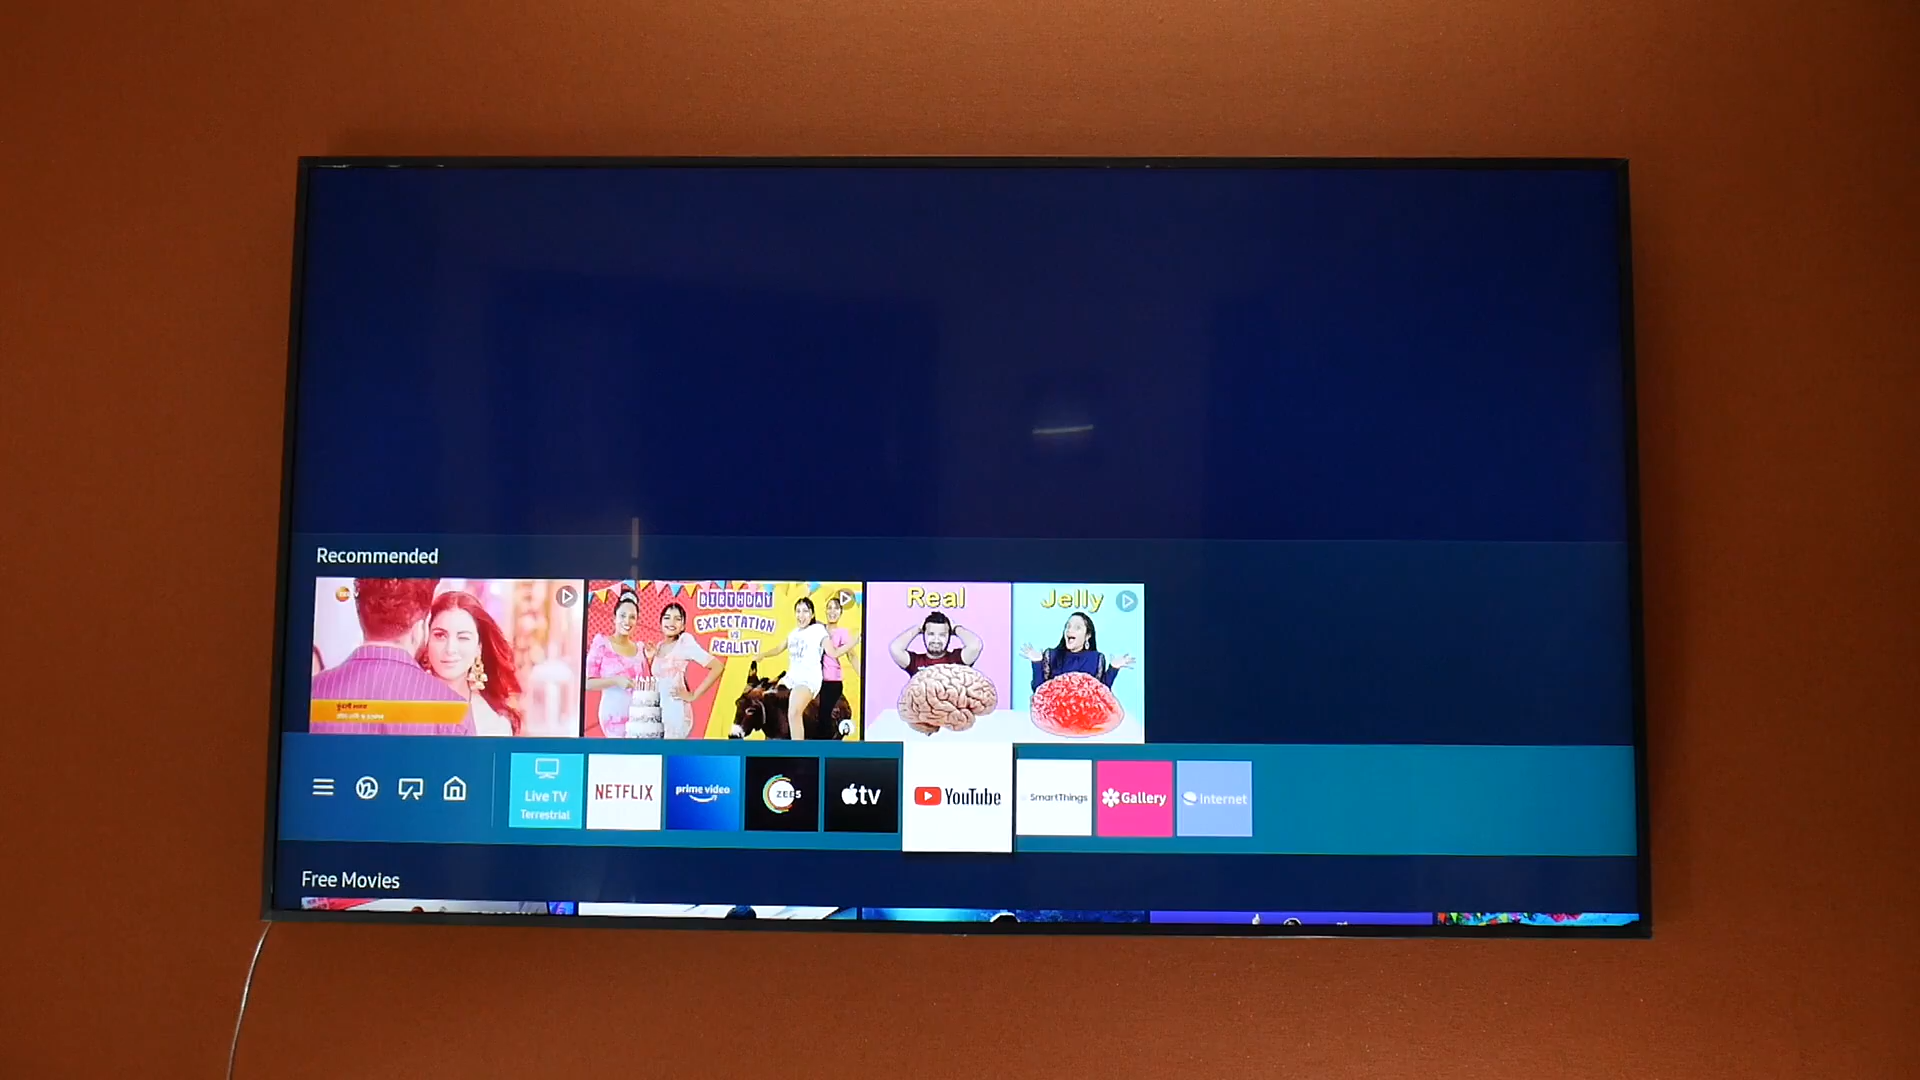 Recommended
BIRTHDAY
EXPECTATION
VS
REALITY
Real
Jelly
Live TV
Terrestrial
NETFLIX
prime video
ZEE5
tv
YouTube
SmartThings
Gallery
Internet
Free Movies